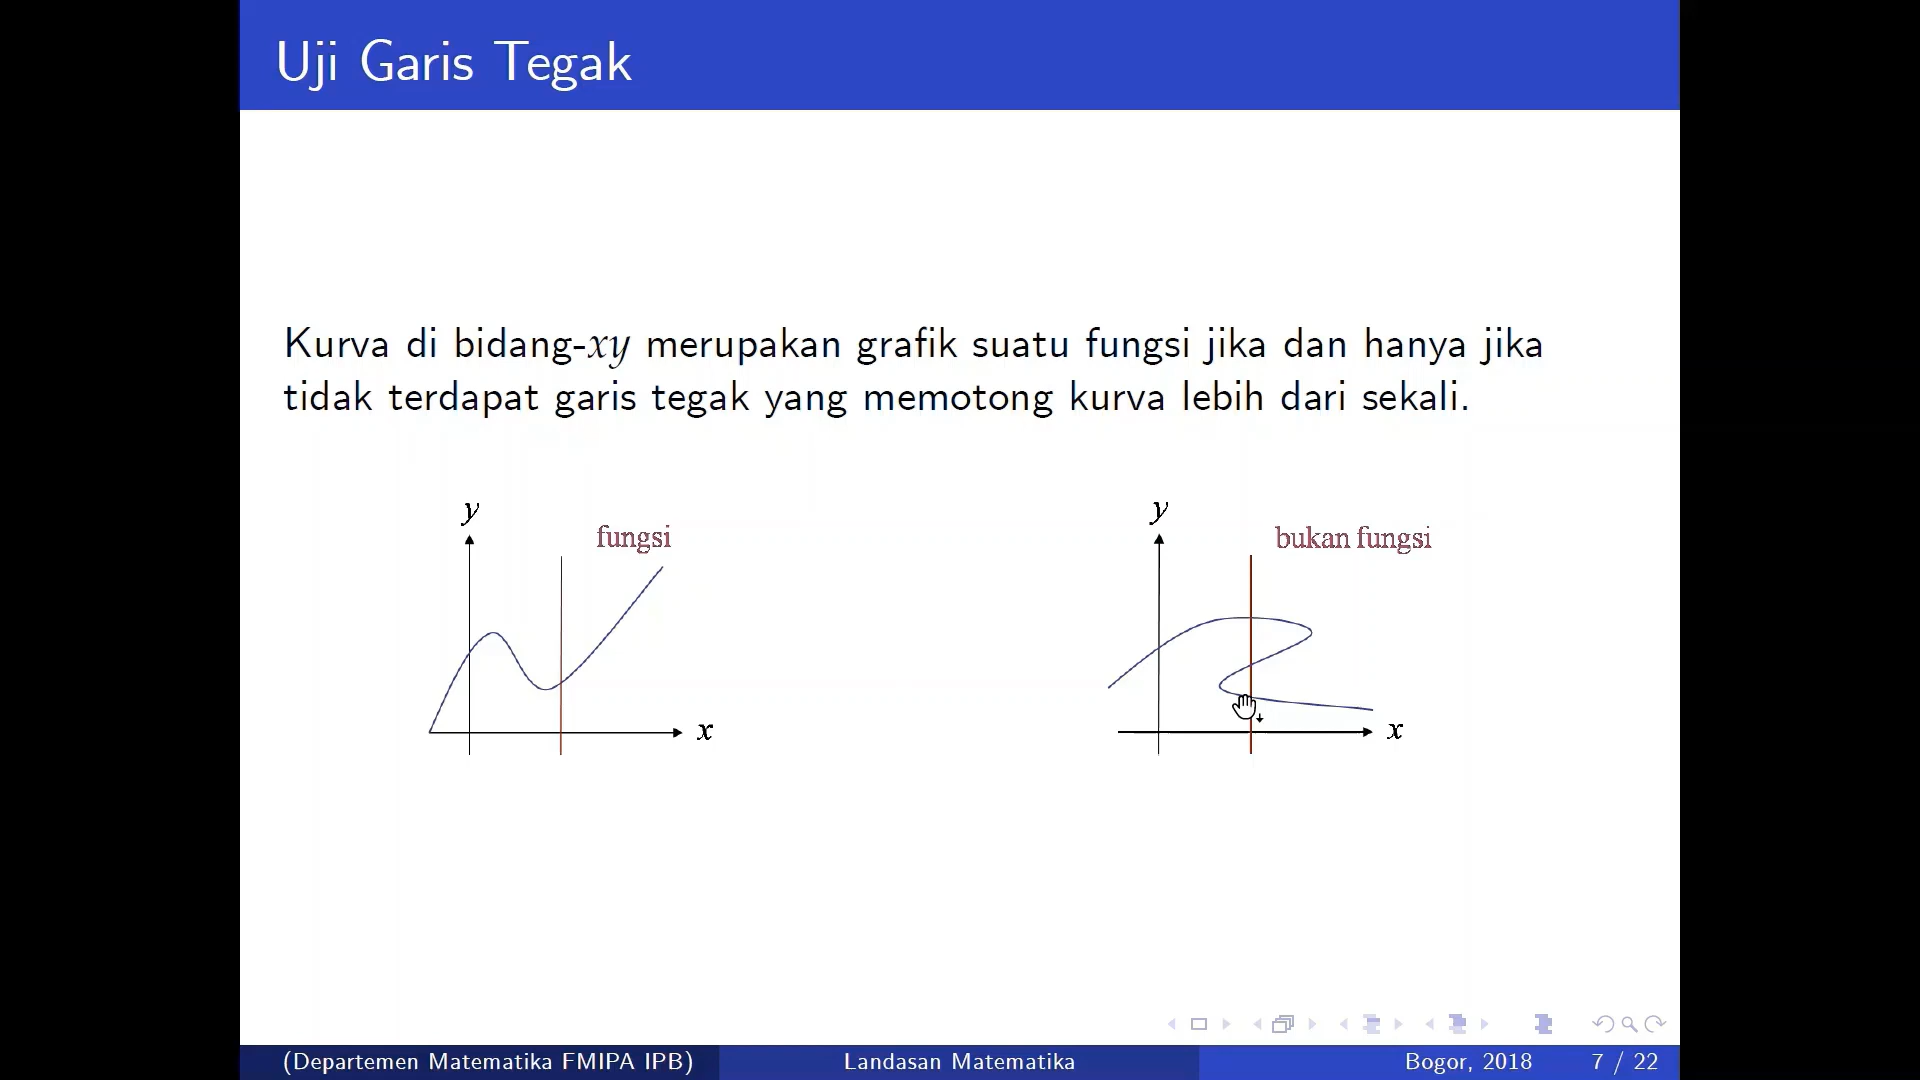 Uji Garis Tegak
Kurva di bidang-xy merupakan grafik suatu fungsi jika dan hanya jika
tidak terdapat garis tegak yang memotong kurva lebih dari sekali.
y
fungsi
x
y
bukan fungsi
x
(Departemen Matematika FMIPA IPB)
Landasan Matematika
Bogor, 2018
7 / 22